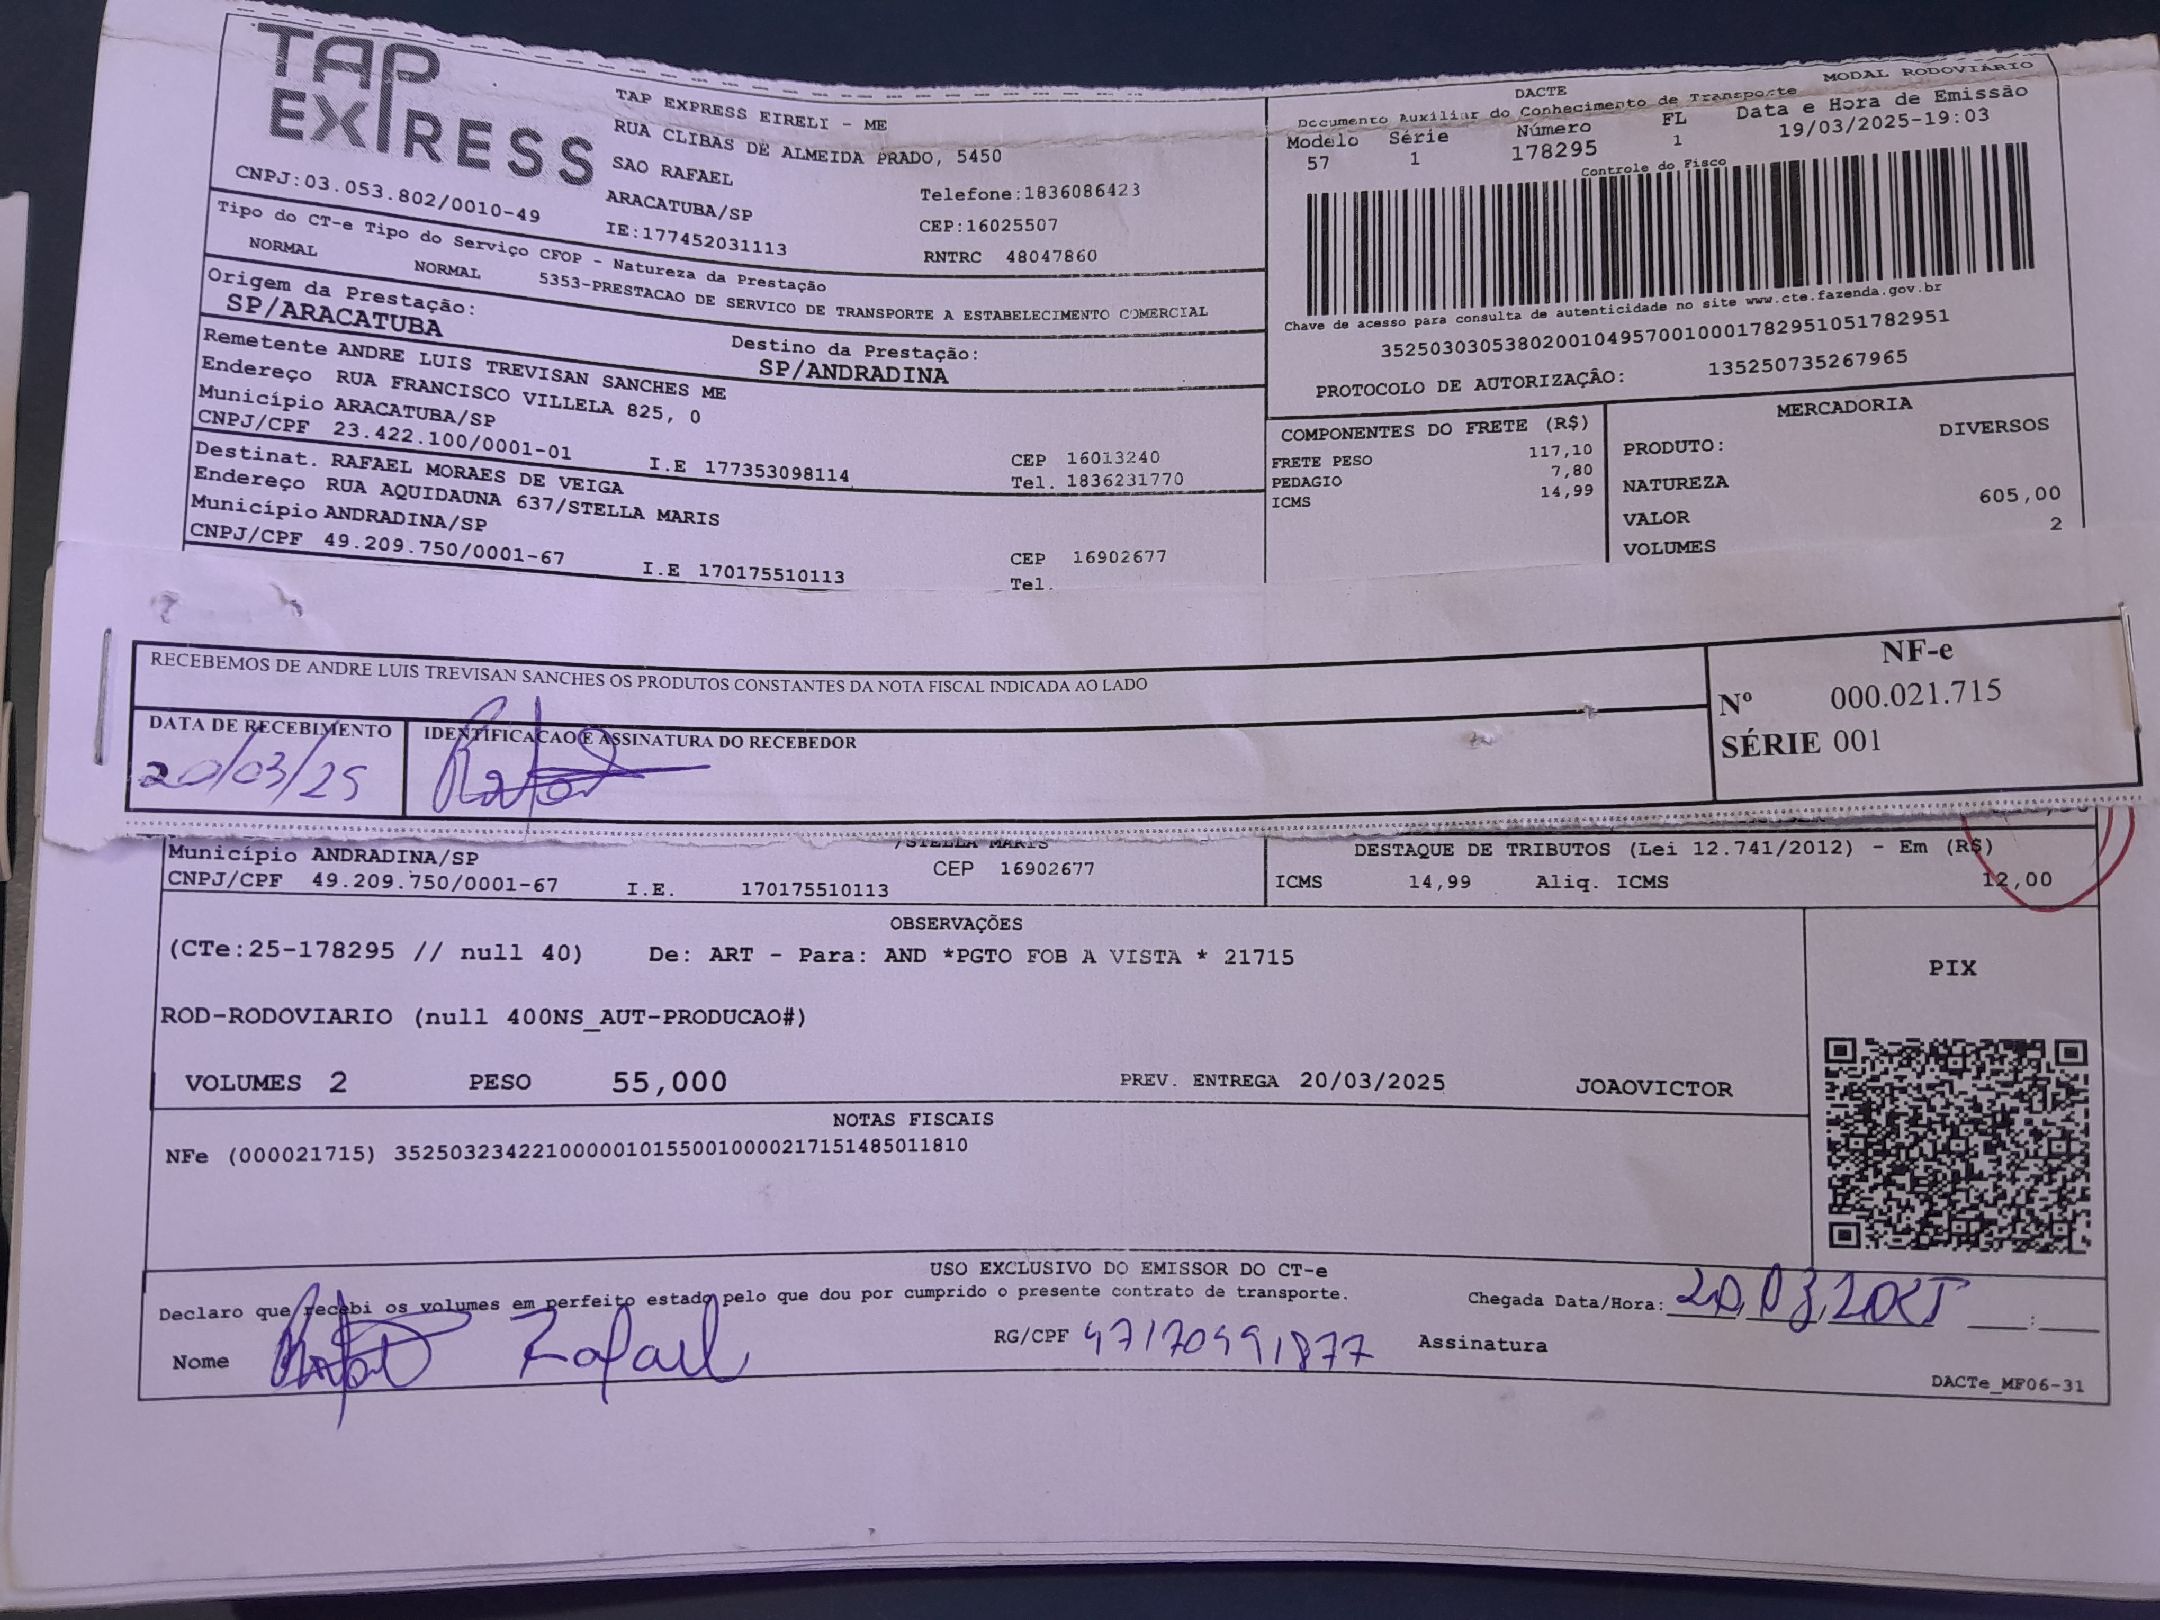 TAP
EXPRESS
TAP EXPRESS EIRELI - ME
RUA CLIBAS DE ALMEIDA PRADO, 5450
SAO RAFAEL
ARACATUBA/SP
IE:177452031113
Telefone:1836086423
CEP:16025507
RNTRC 48047860
CNPJ:03.053.802/0010-49
Tipo do CT-e Tipo do Serviço CFOP - Natureza da Prestação
NORMAL NORMAL 5353-PRESTACAO DE SERVICO DE TRANSPORTE A ESTABELECIMENTO COMERCIAL
Origem da Prestação:
SP/ARACATUBA
Destino da Prestação:
SP/ANDRADINA
Remetente ANDRE LUIS TREVISAN SANCHES ME
Endereço RUA FRANCISCO VILLELA 825, 0
Município ARACATUBA/SP
CNPJ/CPF 23.422.100/0001-01 I.E 177353098114
CEP 16013240
Tel. 1836231770
Destinat. RAFAEL MORAES DE VEIGA
Endereço RUA AQUIDAUNA 637/STELLA MARIS
Município ANDRADINA/SP
CNPJ/CPF 49.209.750/0001-67 I.E 170175510113
CEP 16902677
Tel.
MODAL RODOVIÁRIO
DACTE
Documento Auxiliar do Conhecimento de Transporte
Modelo Série Número FL Data e Hora de Emissão
57 1 178295 1 19/03/2025-19:03
Controle do Fisco
Chave de acesso para consulta de autenticidade no site www.cte.fazenda.gov.br
35250303053802001049570010001782951051782951
PROTOCOLO DE AUTORIZAÇÃO: 135250735267965
COMPONENTES DO FRETE (R$)
FRETE PESO 117,10
PEDAGIO 7,80
ICMS 14,99
MERCADORIA
PRODUTO: DIVERSOS
NATUREZA
VALOR 605,00
VOLUMES 2
RECEBEMOS DE ANDRE LUIS TREVISAN SANCHES OS PRODUTOS CONSTANTES DA NOTA FISCAL INDICADA AO LADO
DATA DE RECEBIMENTO
20/03/25
IDENTIFICACAO E ASSINATURA DO RECEBEDOR
NF-e
Nº 000.021.715
SÉRIE 001
/STELLA MARIS
Município ANDRADINA/SP
CEP 16902677
CNPJ/CPF 49.209.750/0001-67 I.E. 170175510113
DESTAQUE DE TRIBUTOS (Lei 12.741/2012) - Em (R$)
ICMS 14,99 Aliq. ICMS 12,00
OBSERVAÇÕES
(CTe:25-178295 // null 40) De: ART - Para: AND *PGTO FOB A VISTA * 21715
ROD-RODOVIARIO (null 400NS_AUT-PRODUCAO#)
VOLUMES 2 PESO 55,000 PREV. ENTREGA 20/03/2025 JOAOVICTOR
PIX
NOTAS FISCAIS
NFe (000021715) 35250323422100000101550010000217151485011810
USO EXCLUSIVO DO EMISSOR DO CT-e
Declaro que recebi os volumes em perfeito estado pelo que dou por cumprido o presente contrato de transporte.
Chegada Data/Hora: 20 03 2025 :
Nome Rafael
RG/CPF 47170991877
Assinatura
DACTe_MF06-31